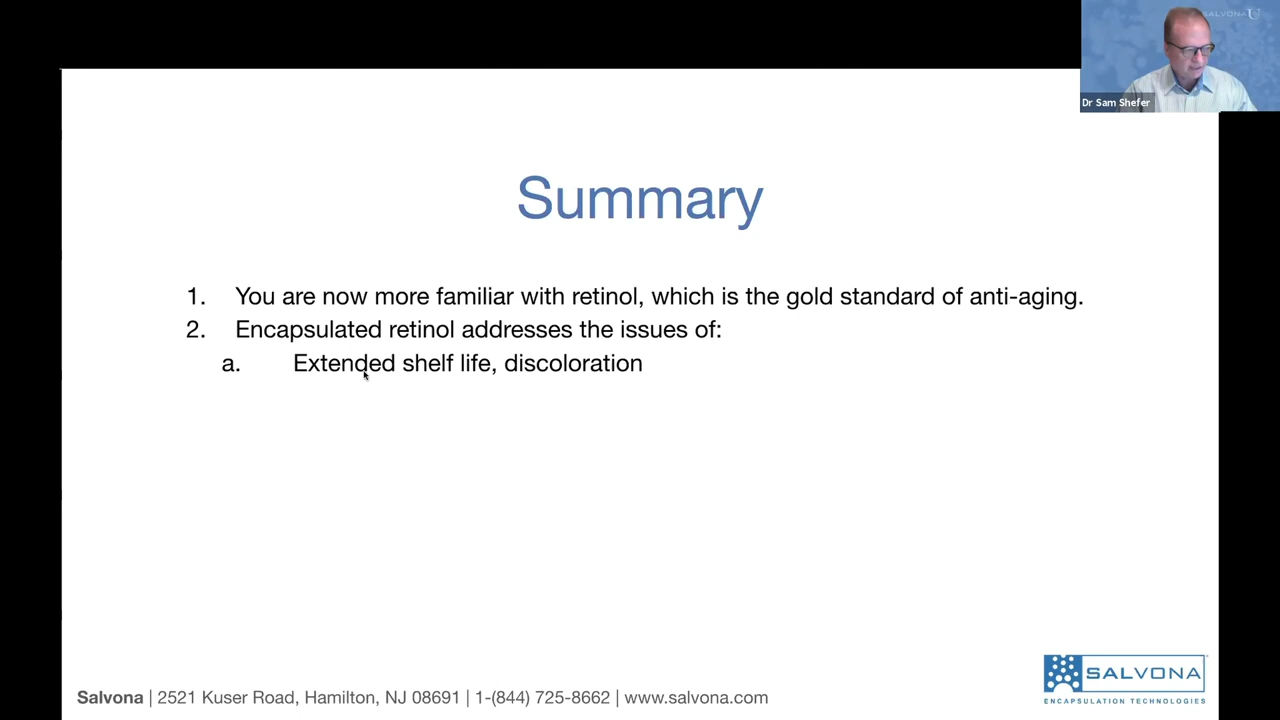 SALVONA U
Dr Sam Shefer
Summary
1. You are now more familiar with retinol, which is the gold standard of anti-aging.
2. Encapsulated retinol addresses the issues of:
a. Extended shelf life, discoloration
SALVONA
ENCAPSULATION TECHNOLOGIES
Salvona | 2521 Kuser Road, Hamilton, NJ 08691 | 1-(844) 725-8662 | www.salvona.com